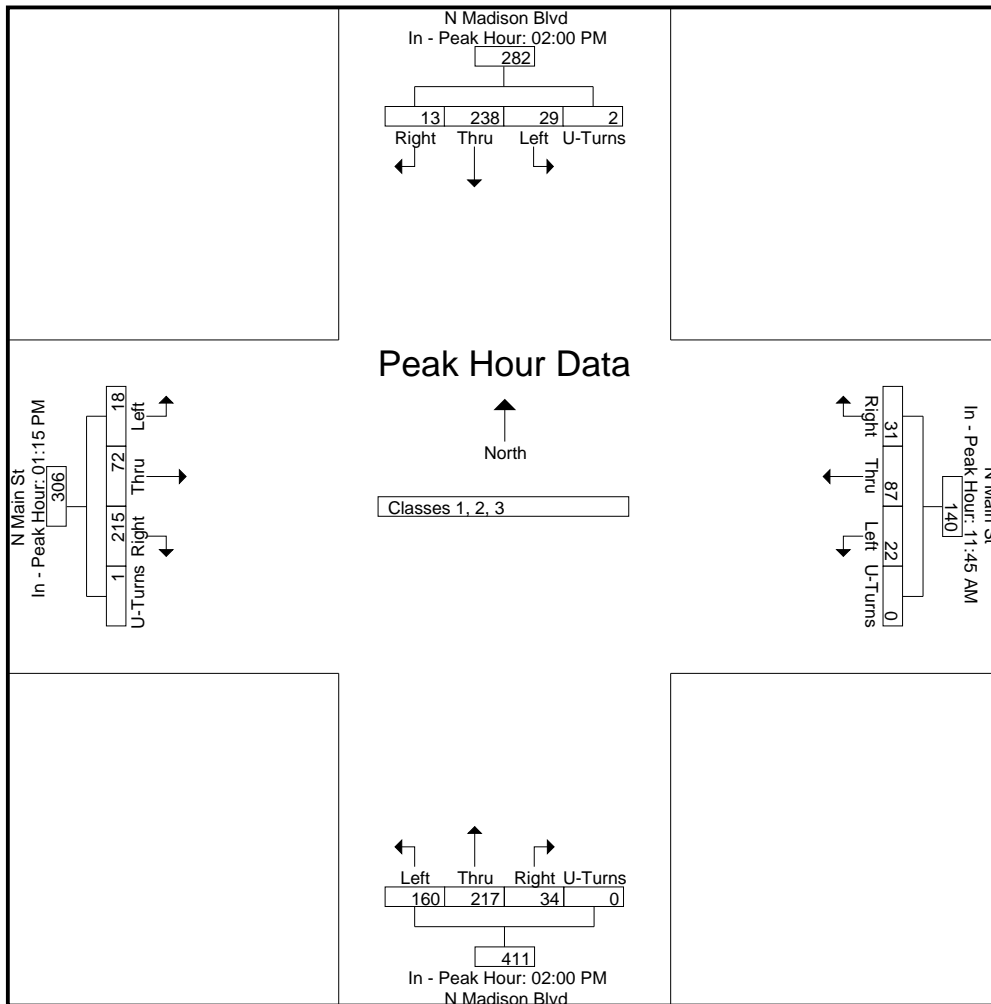 N Madison Blvd
In - Peak Hour: 02:00 PM
282
13 238 29 2
Right Thru Left U-Turns
Peak Hour Data
North
Classes 1, 2, 3
N Main St
In - Peak Hour: 01:15 PM
306
18 72 215 1
Left Thru Right U-Turns
N Main St
In - Peak Hour: 11:45 AM
140
31 87 22 0
Right Thru Left U-Turns
Left Thru Right U-Turns
160 217 34 0
411
In - Peak Hour: 02:00 PM
N Madison Blvd